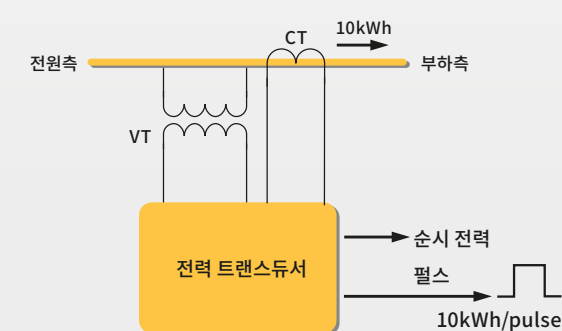 10kWh
CT
전원측
부하측
VT
전력 트랜스듀서
순시 전력
펄스
10kWh/pulse